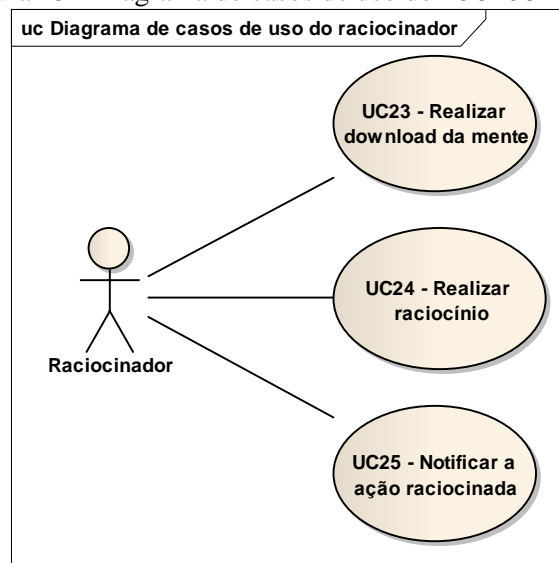 uc Diagrama de casos de uso do raciocinador
UC23 - Realizar
download da mente
UC24 - Realizar
raciocínio
Raciocinador
UC25 - Notificar a
ação raciocinada